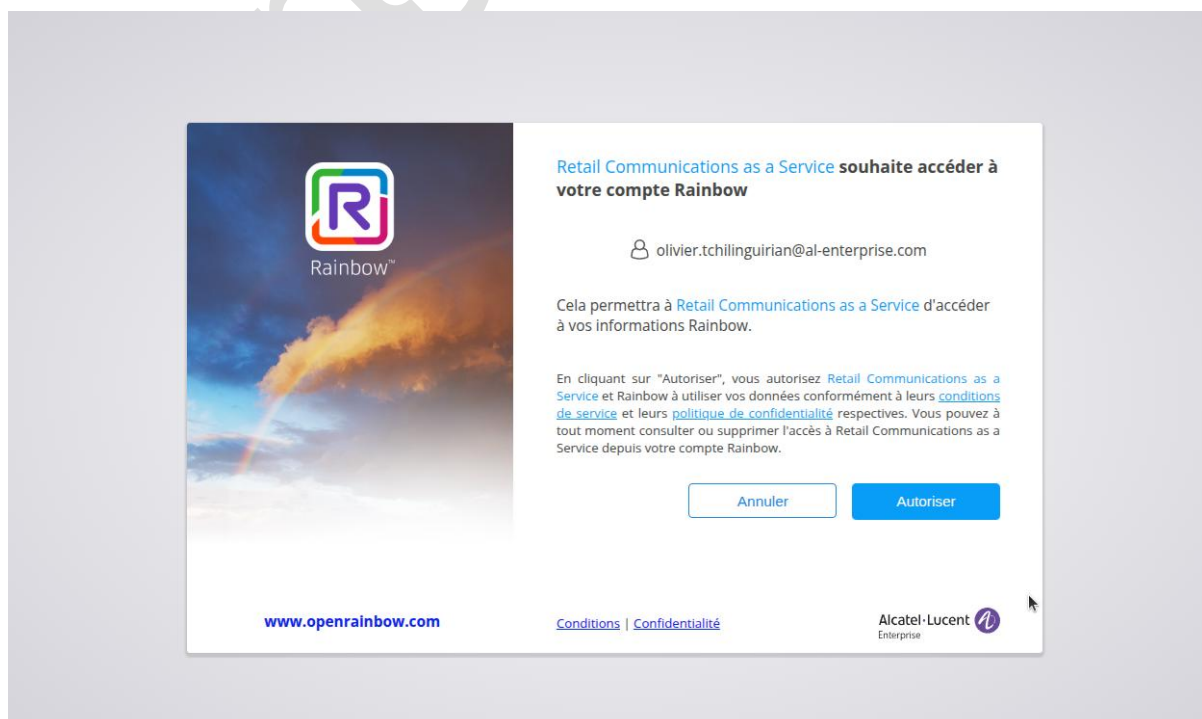 R
Rainbow™
Retail Communications as a Service souhaite accéder à
votre compte Rainbow
olivier.tchilinguirian@al-enterprise.com
Cela permettra à Retail Communications as a Service d'accéder
à vos informations Rainbow.
En cliquant sur "Autoriser", vous autorisez Retail Communications as a
Service et Rainbow à utiliser vos données conformément à leurs conditions
de service et leurs politique de confidentialité respectives. Vous pouvez à
tout moment consulter ou supprimer l'accès à Retail Communications as a
Service depuis votre compte Rainbow.
Annuler Autoriser
www.openrainbow.com
Conditions | Confidentialité
Alcatel·Lucent
Enterprise